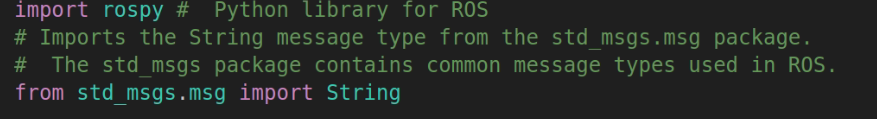 import rospy #  Python library for ROS
# Imports the String message type from the std_msgs.msg package.
#  The std_msgs package contains common message types used in ROS.
from std_msgs.msg import String